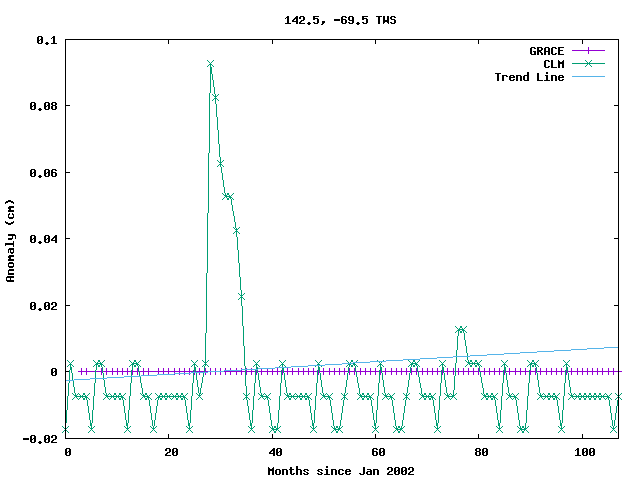 142.5, -69.5 TWS
GRACE
CLM
Trend Line
0.1
0.08
0.06
0.04
0.02
0
-0.02
Anomaly (cm)
0 20 40 60 80 100
Months since Jan 2002